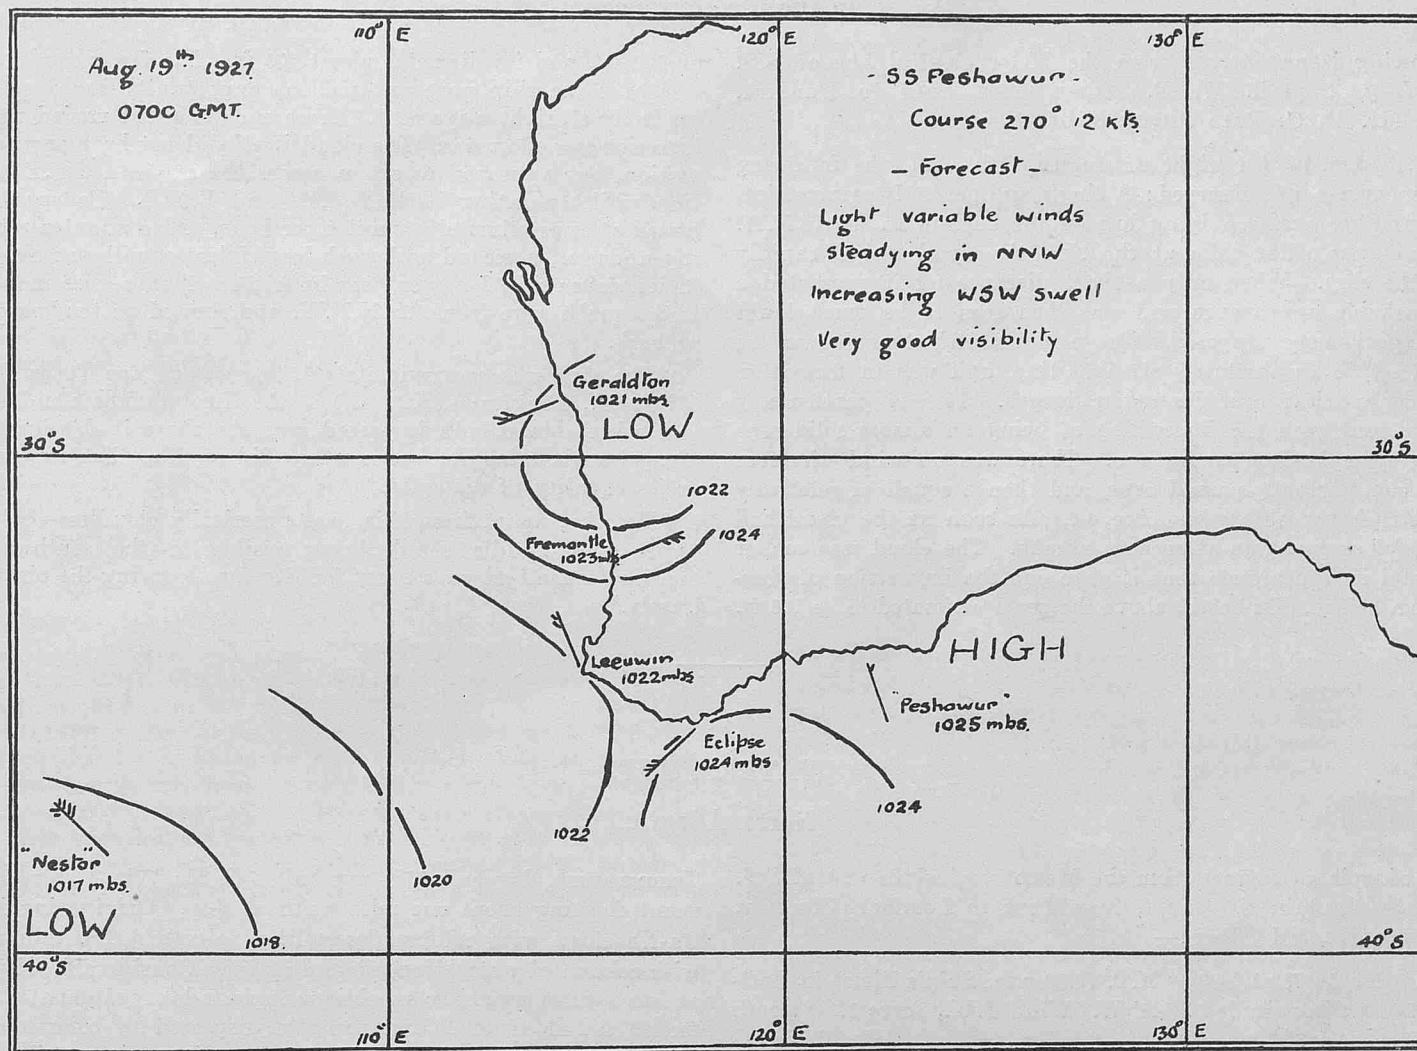 110° E
120° E
130° E
Aug. 19th 1927.
0700 GMT.
- SS Peshawur -
Course 270° 12 kts.
- Forecast -
Light variable winds
steadying in NNW
Increasing WSW swell
Very good visibility
Geraldton
1021 mbs.
LOW
30°S
30°S
1022
1024
Fremantle
1023 mbs
Leeuwin
1022 mbs
HIGH
"Peshawur"
1025 mbs.
Eclipse
1024 mbs
1024
1022
"Nestor"
1017 mbs.
1020
LOW
1018.
40°S
40°S
110° E
120° E
130° E